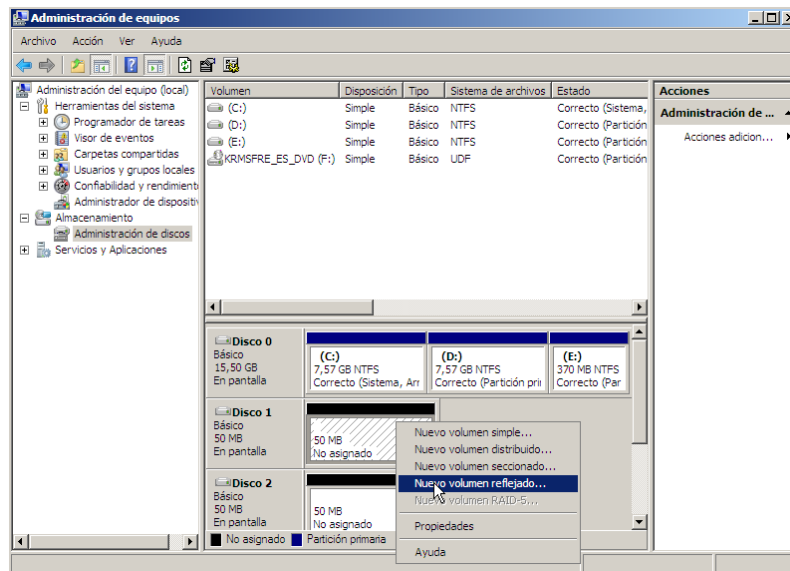 Administración de equipos
Archivo Acción Ver Ayuda
Administración del equipo (local)
Herramientas del sistema
Programador de tareas
Visor de eventos
Carpetas compartidas
Usuarios y grupos locales
Confiabilidad y rendimient
Administrador de dispositiv
Almacenamiento
Administración de discos
Servicios y Aplicaciones
Volumen Disposición Tipo Sistema de archivos Estado
(C:) Simple Básico NTFS Correcto (Sistema,
(D:) Simple Básico NTFS Correcto (Partición
(E:) Simple Básico NTFS Correcto (Partición
KRMSFRE_ES_DVD (F:) Simple Básico UDF Correcto (Partición
Acciones
Administración de ...
Acciones adicion...
Disco 0
Básico
15,50 GB
En pantalla
(C:)
7,57 GB NTFS
Correcto (Sistema, Arr
(D:)
7,57 GB NTFS
Correcto (Partición pri
(E:)
370 MB NTFS
Correcto (Par
Disco 1
Básico
50 MB
En pantalla
50 MB
No asignado
Disco 2
Básico
50 MB
En pantalla
50 MB
No asignado
No asignado Partición primaria
Nuevo volumen simple...
Nuevo volumen distribuido...
Nuevo volumen seccionado...
Nuevo volumen reflejado...
Nuevo volumen RAID-5...
Propiedades
Ayuda